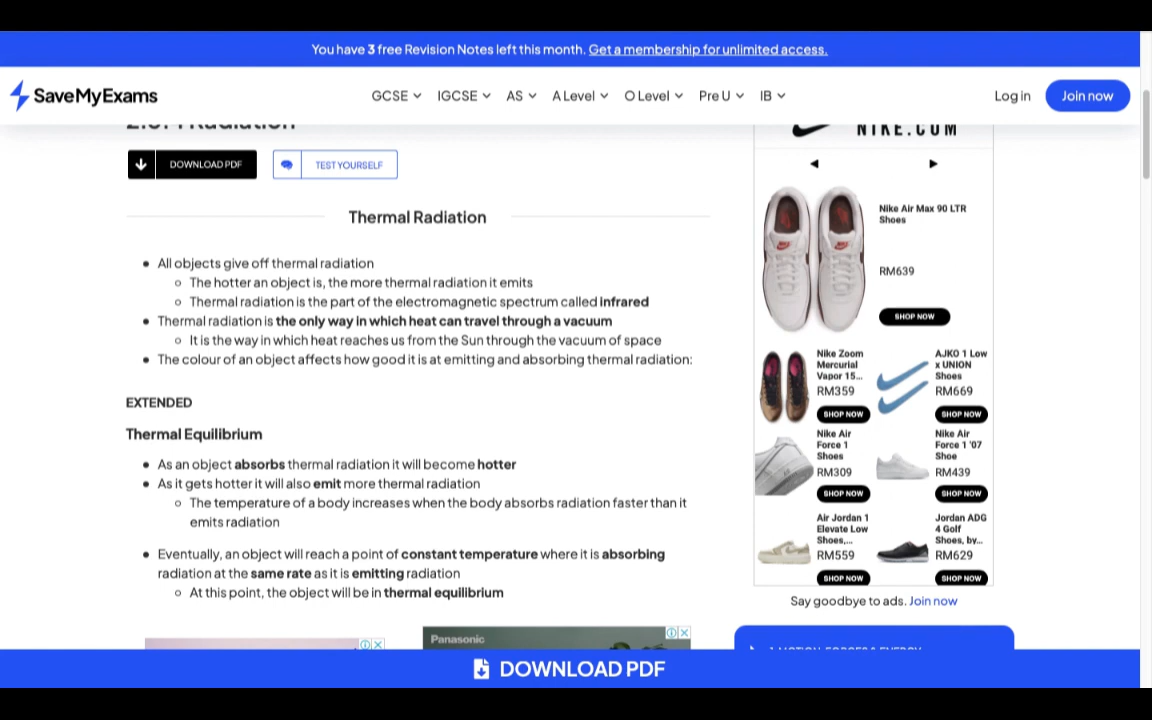 You have 3 free Revision Notes left this month. Get a membership for unlimited access.
SaveMyExams
GCSE
IGCSE
AS
A Level
O Level
Pre U
IB
Log in
Join now
Radiation
DOWNLOAD PDF
TEST YOURSELF
Thermal Radiation
All objects give off thermal radiation
The hotter an object is, the more thermal radiation it emits
Thermal radiation is the part of the electromagnetic spectrum called infrared
Thermal radiation is the only way in which heat can travel through a vacuum
It is the way in which heat reaches us from the Sun through the vacuum of space
The colour of an object affects how good it is at emitting and absorbing thermal radiation:
EXTENDED
Thermal Equilibrium
As an object absorbs thermal radiation it will become hotter
As it gets hotter it will also emit more thermal radiation
The temperature of a body increases when the body absorbs radiation faster than it
emits radiation
Eventually, an object will reach a point of constant temperature where it is absorbing
radiation at the same rate as it is emitting radiation
At this point, the object will be in thermal equilibrium
Panasonic
NIKE.COM
Nike Air Max 90 LTR
Shoes
RM639
SHOP NOW
Nike Zoom
Mercurial
Vapor 15...
RM359
SHOP NOW
AJKO 1 Low
x UNION
Shoes
RM669
SHOP NOW
Nike Air
Force 1
Shoes
RM309
SHOP NOW
Nike Air
Force 1 '07
Shoe
RM439
SHOP NOW
Air Jordan 1
Elevate Low
Shoes,...
RM559
SHOP NOW
Jordan ADG
4 Golf
Shoes, by...
RM629
SHOP NOW
Say goodbye to ads. Join now
DOWNLOAD PDF